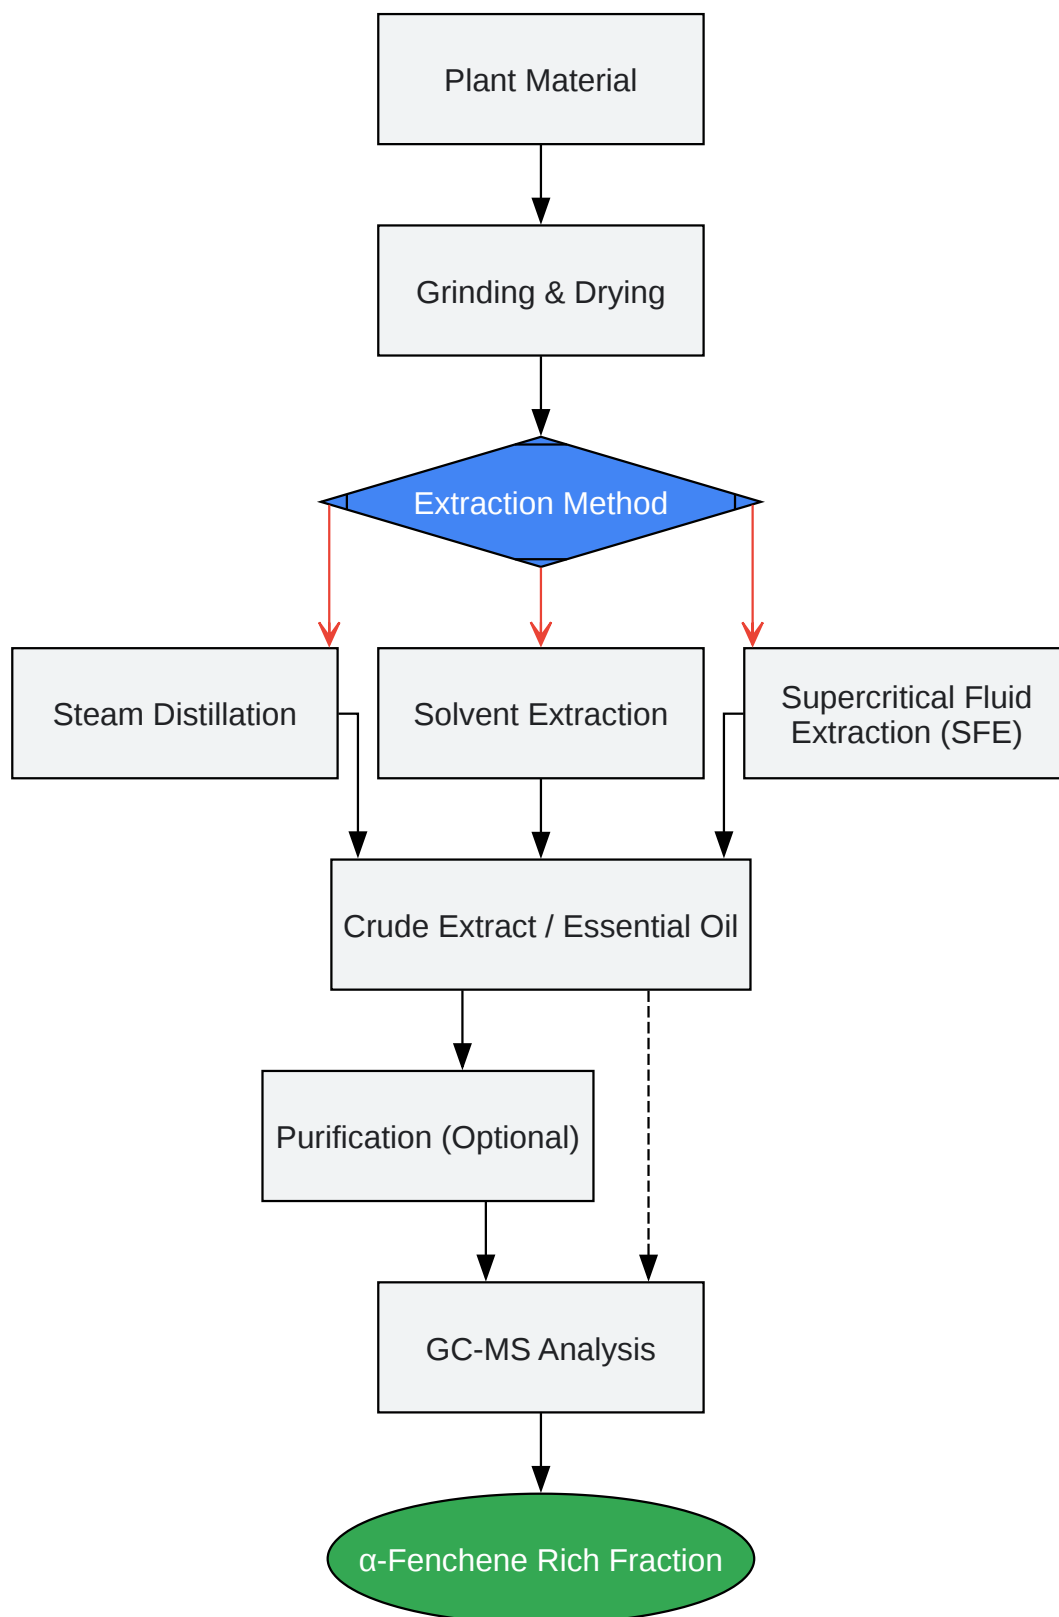 Plant Material
Grinding & Drying
Extraction Method
Steam Distillation
Solvent Extraction
Supercritical Fluid
Extraction (SFE)
Crude Extract / Essential Oil
Purification (Optional)
GC-MS Analysis
α-Fenchene Rich Fraction